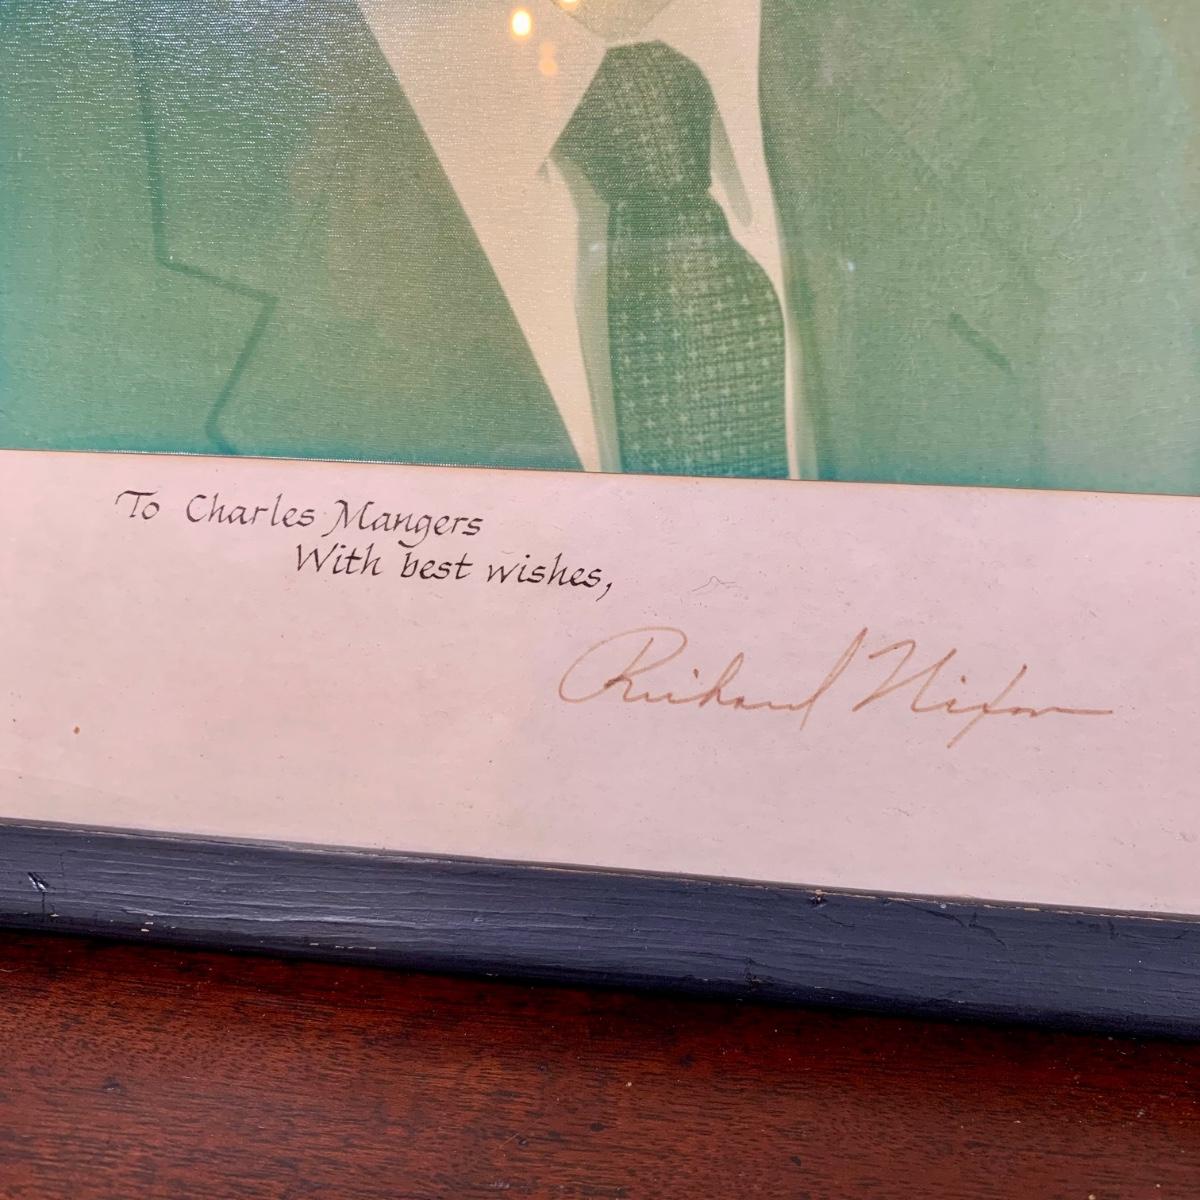 To Charles Mangers
With best wishes,
Richard Nixon